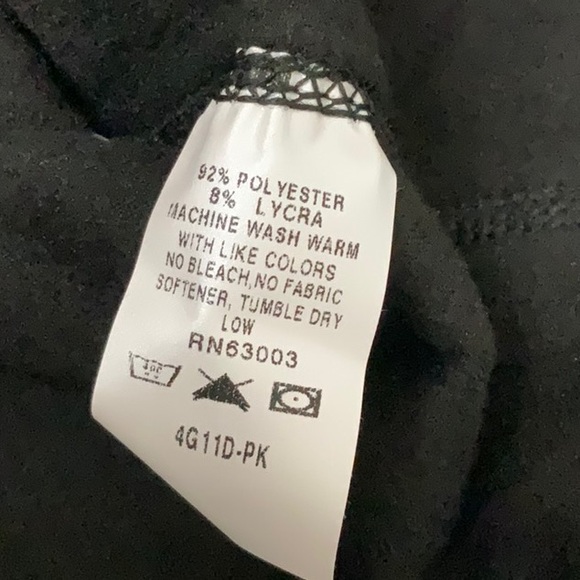 92% POLYESTER
8% LYCRA
MACHINE WASH WARM
WITH LIKE COLORS
NO BLEACH,NO FABRIC
SOFTENER, TUMBLE DRY
LOW
RN63003
4G11D-PK